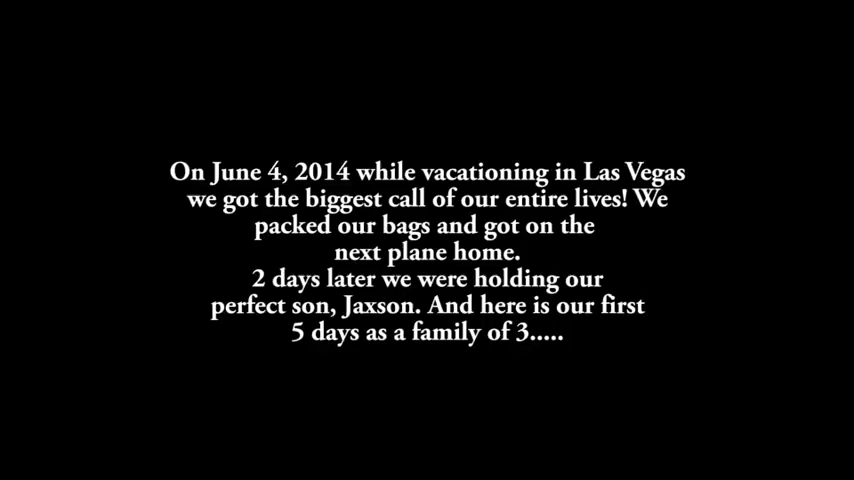 On June 4, 2014 while vacationing in Las Vegas
we got the biggest call of our entire lives! We
packed our bags and got on the
next plane home.
2 days later we were holding our
perfect son, Jaxson. And here is our first
5 days as a family of 3.....